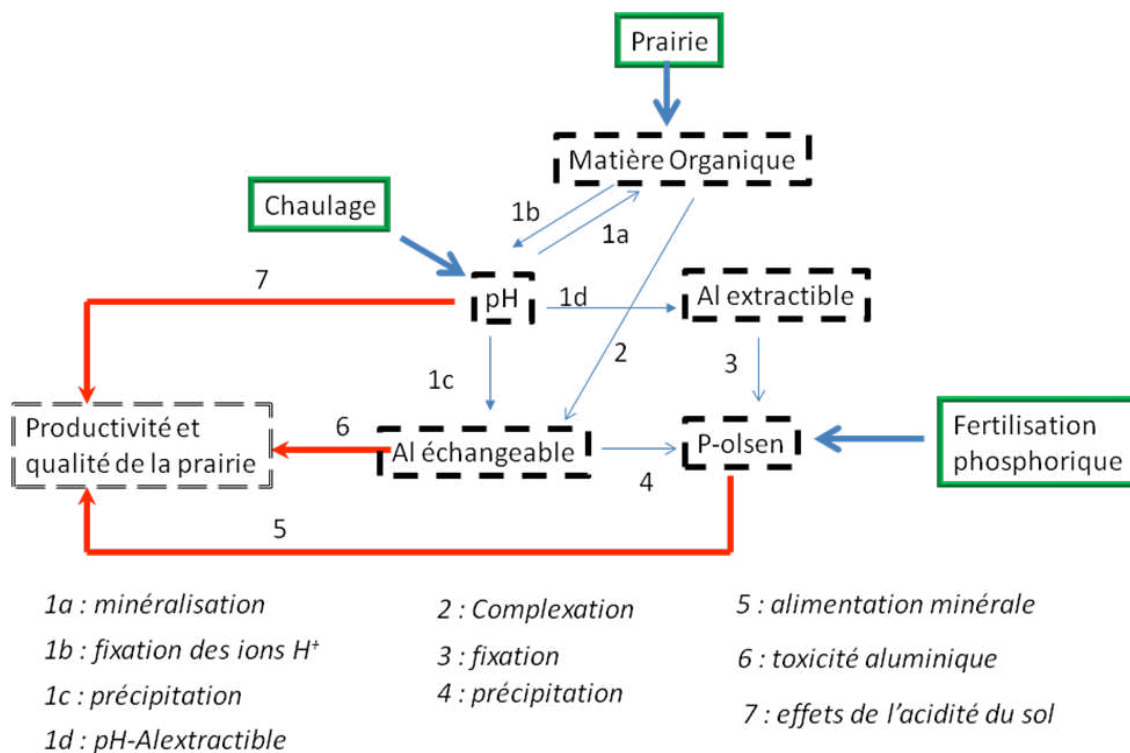 Prairie
Matière Organique
Chaulage
1b
1a
7
pH
1d
Al extractible
2
3
1c
Productivité et
qualité de la prairie
6
Al échangeable
4
P-olsen
Fertilisation
phosphorique
5
1a : minéralisation
1b : fixation des ions H⁺
1c : précipitation
1d : pH-Alextractible
2 : Complexation
3 : fixation
4 : précipitation
5 : alimentation minérale
6 : toxicité aluminique
7 : effets de l'acidité du sol